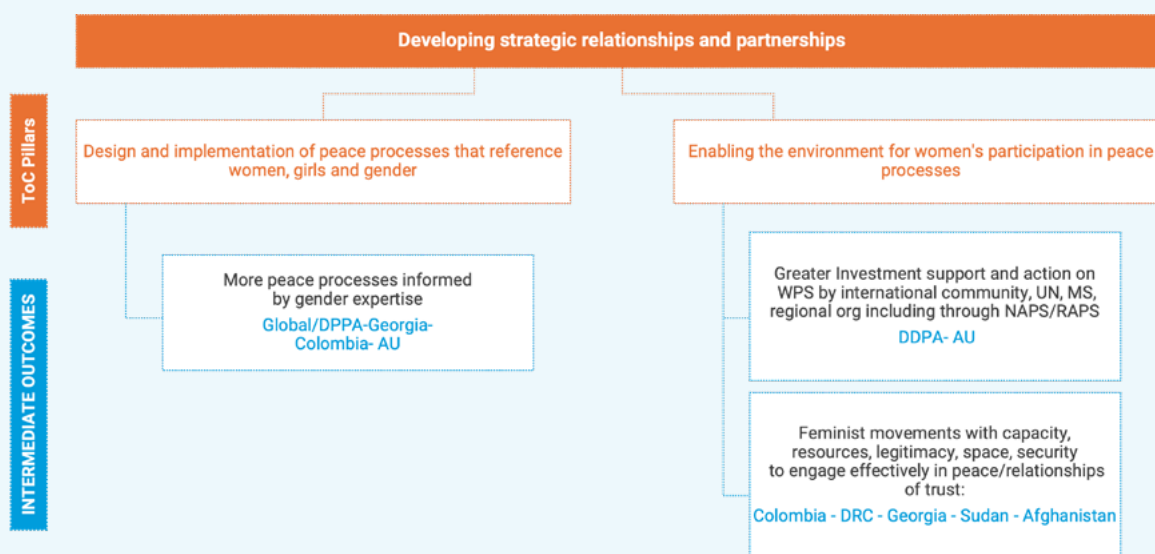 Developing strategic relationships and partnerships
ToC Pillars
Design and implementation of peace processes that reference
women, girls and gender
Enabling the environment for women's participation in peace
processes
INTERMEDIATE OUTCOMES
More peace processes informed
by gender expertise
Global/DPPA-Georgia-
Colombia- AU
Greater Investment support and action on
WPS by international community, UN, MS,
regional org including through NAPS/RAPS
DDPA- AU
Feminist movements with capacity,
resources, legitimacy, space, security
to engage effectively in peace/relationships
of trust:
Colombia - DRC - Georgia - Sudan - Afghanistan